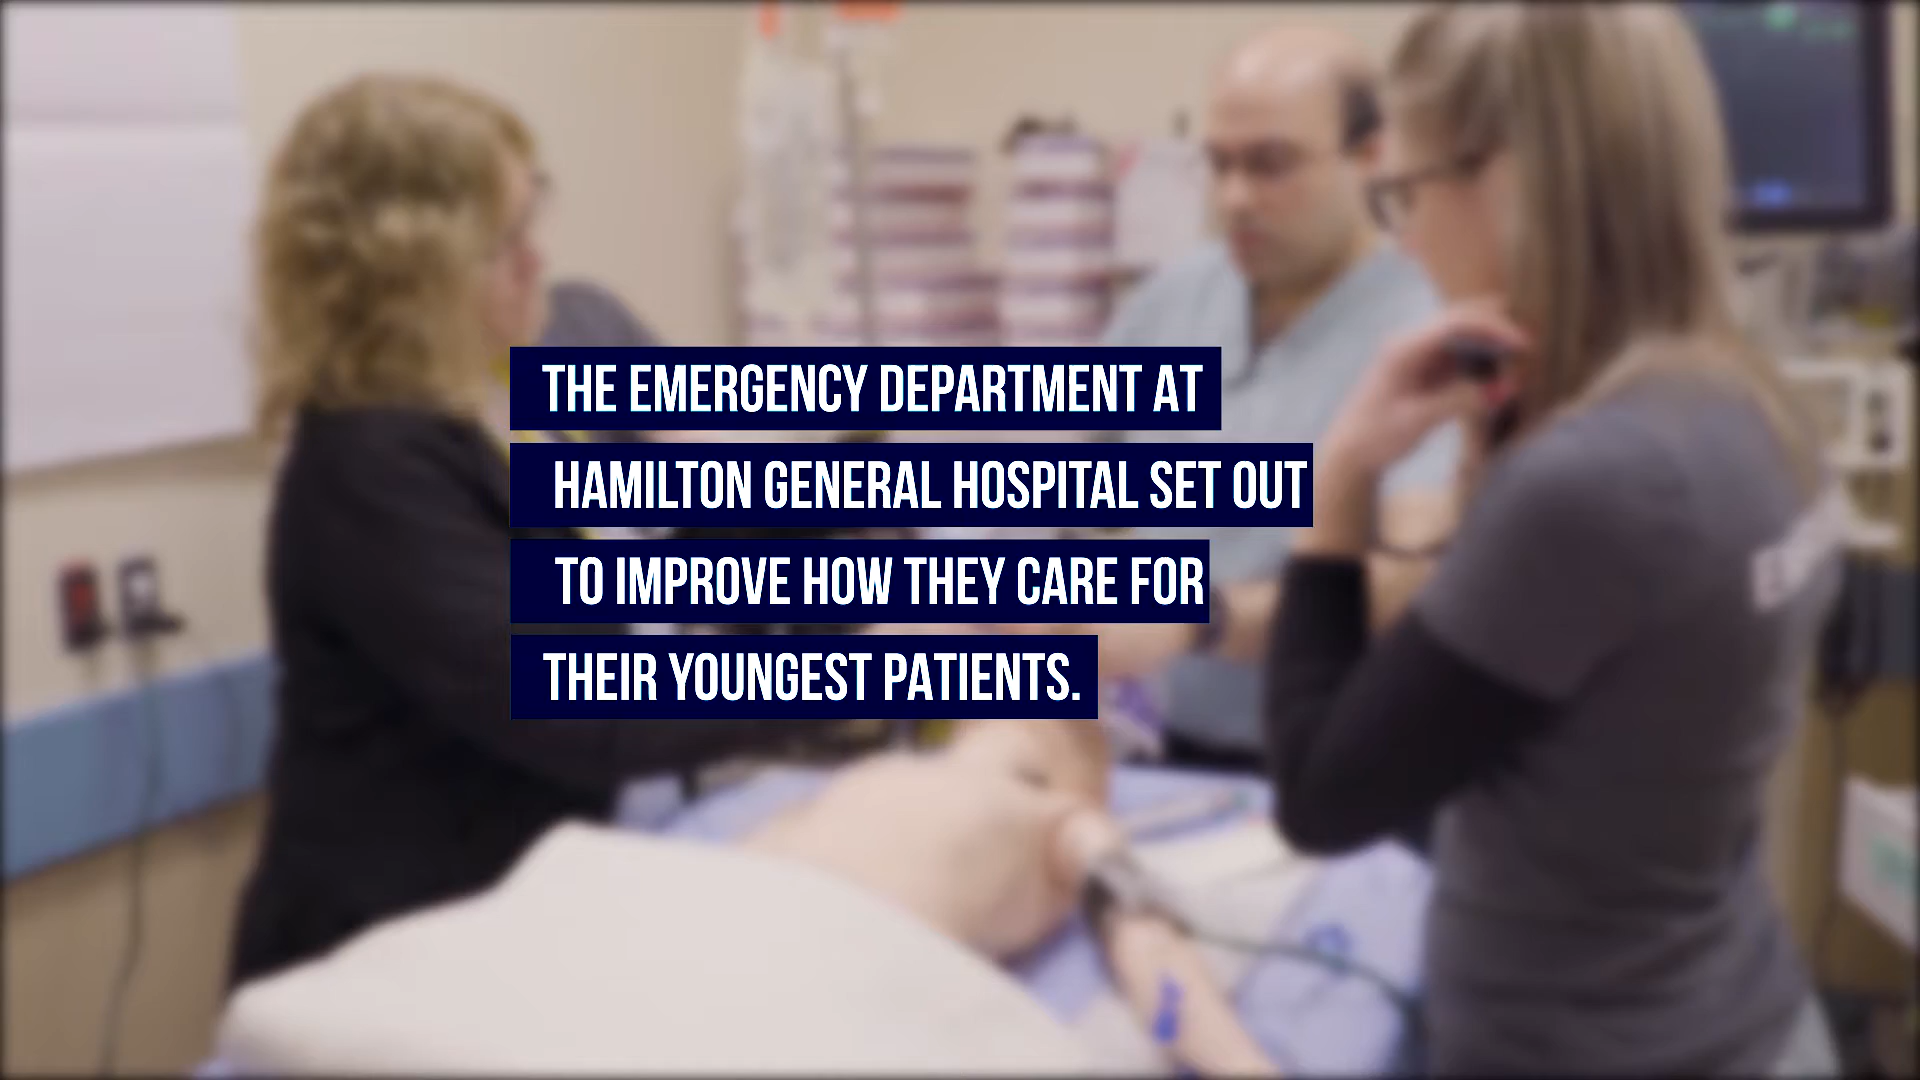 THE EMERGENCY DEPARTMENT AT
HAMILTON GENERAL HOSPITAL SET OUT
TO IMPROVE HOW THEY CARE FOR
THEIR YOUNGEST PATIENTS.